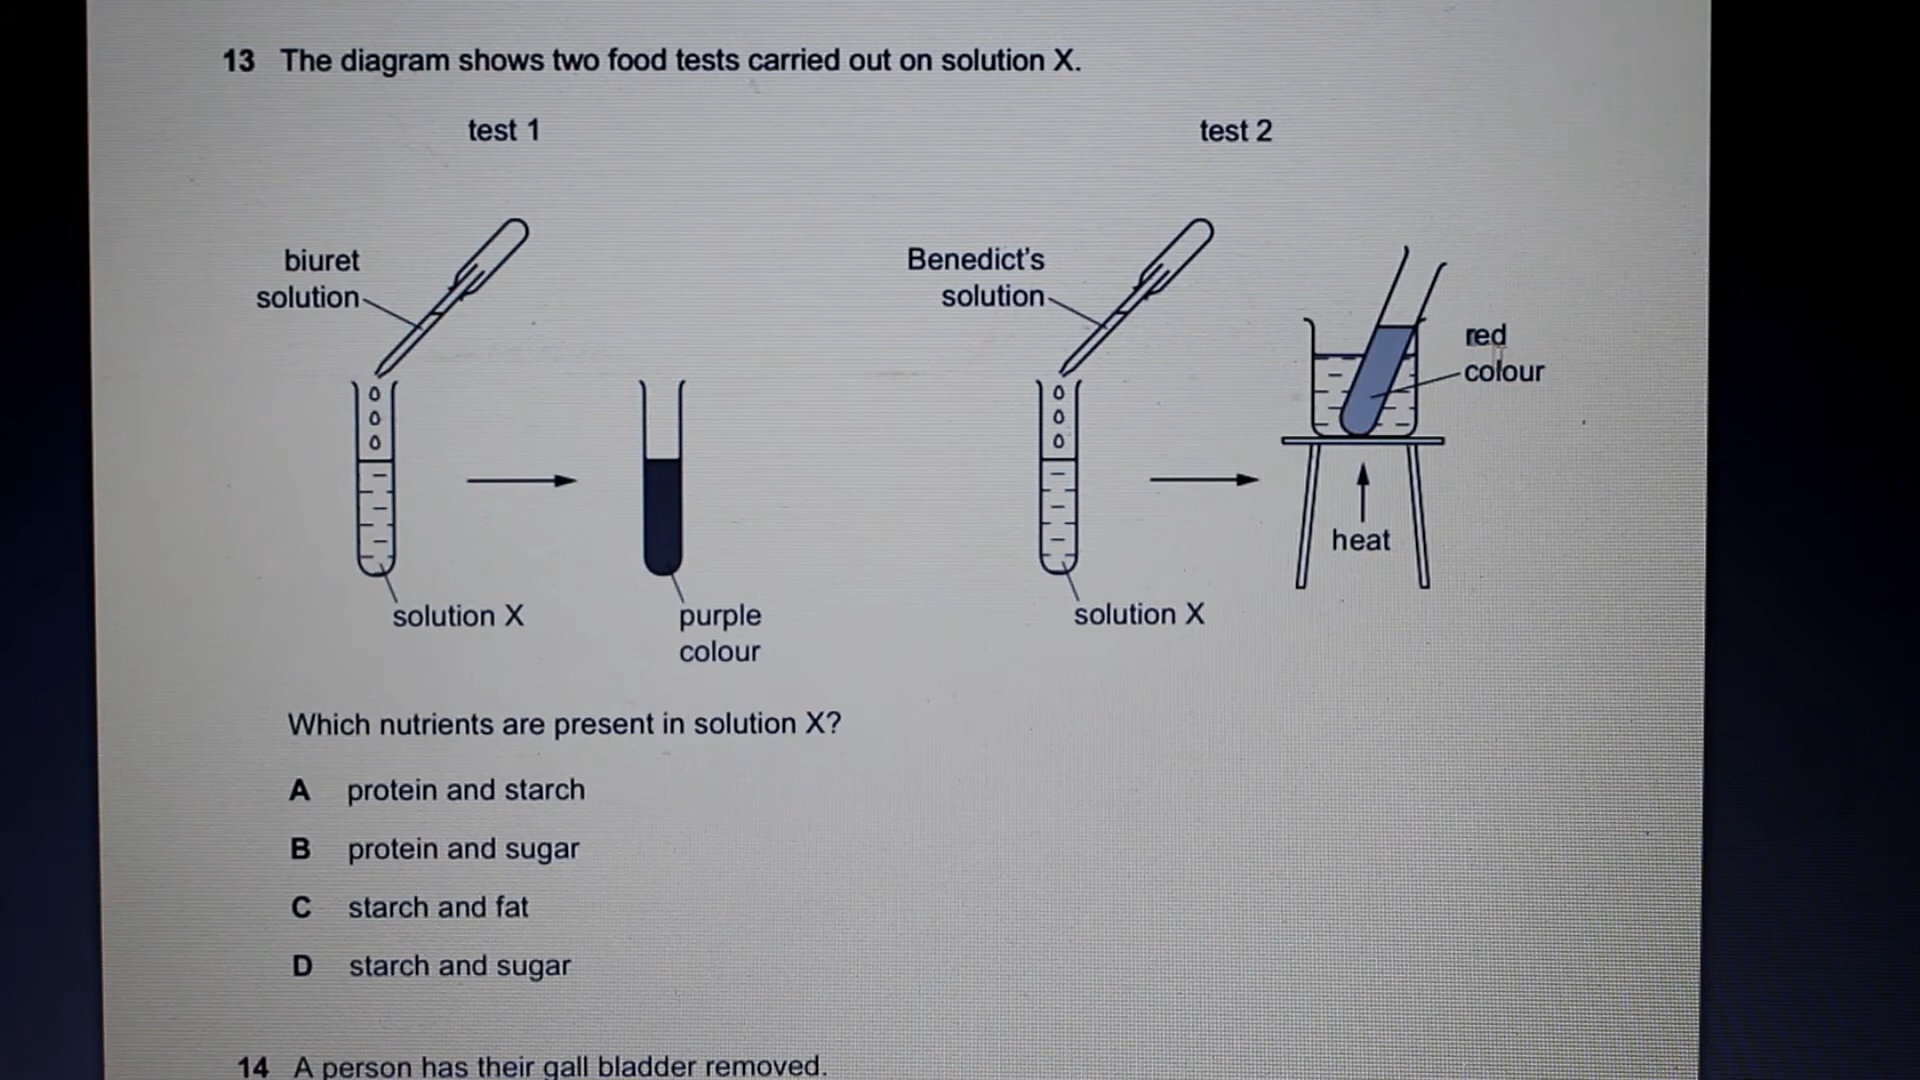 13 The diagram shows two food tests carried out on solution X.
test 1
test 2
biuret
solution
solution X
purple
colour
Benedict's
solution
solution X
red
colour
heat
Which nutrients are present in solution X?
A protein and starch
B protein and sugar
C starch and fat
D starch and sugar
14 A person has their gall bladder removed.